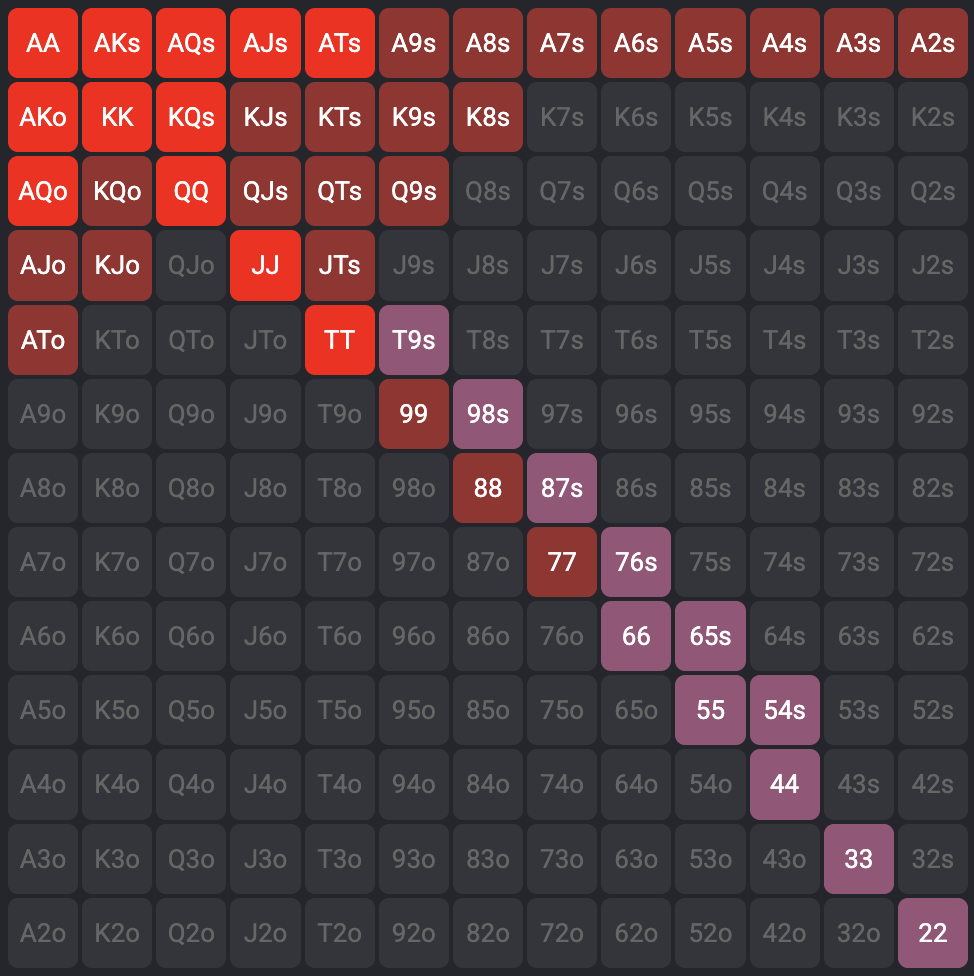 AA AKs AQs AJs ATs A9s A8s A7s A6s A5s A4s A3s A2s
AKo KK KQs KJs KTs K9s K8s K7s K6s K5s K4s K3s K2s
AQo KQo QQ QJs QTs Q9s Q8s Q7s Q6s Q5s Q4s Q3s Q2s
AJo KJo QJo JJ JTs J9s J8s J7s J6s J5s J4s J3s J2s
ATo KTo QTo JTo TT T9s T8s T7s T6s T5s T4s T3s T2s
A9o K9o Q9o J9o T9o 99 98s 97s 96s 95s 94s 93s 92s
A8o K8o Q8o J8o T8o 98o 88 87s 86s 85s 84s 83s 82s
A7o K7o Q7o J7o T7o 97o 87o 77 76s 75s 74s 73s 72s
A6o K6o Q6o J6o T6o 96o 86o 76o 66 65s 64s 63s 62s
A5o K5o Q5o J5o T5o 95o 85o 75o 65o 55 54s 53s 52s
A4o K4o Q4o J4o T4o 94o 84o 74o 64o 54o 44 43s 42s
A3o K3o Q3o J3o T3o 93o 83o 73o 63o 53o 43o 33 32s
A2o K2o Q2o J2o T2o 92o 82o 72o 62o 52o 42o 32o 22